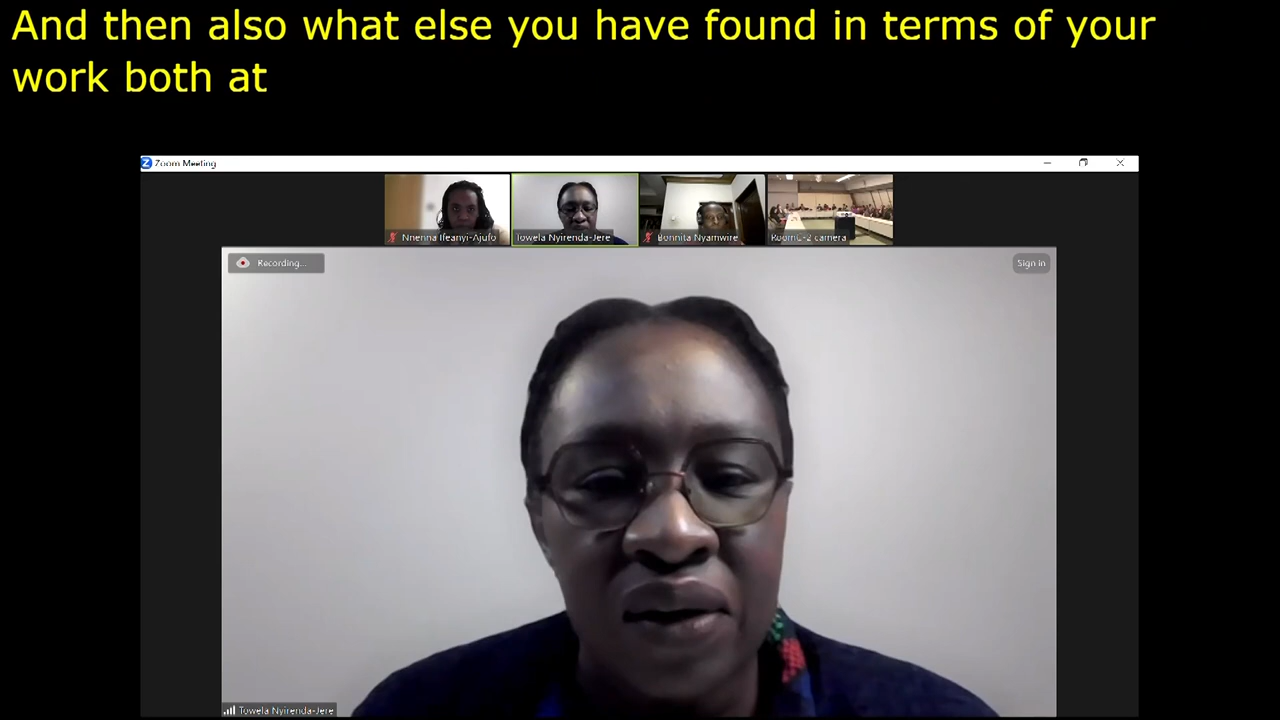 And then also what else you have found in terms of your
work both at
Zoom Meeting
Nnenna Ifeanyi-Ajufo
Towela Nyirenda-Jere
Bonnita Nyamwire
Room C-2 camera
Recording...
Sign in
Towela Nyirenda-Jere